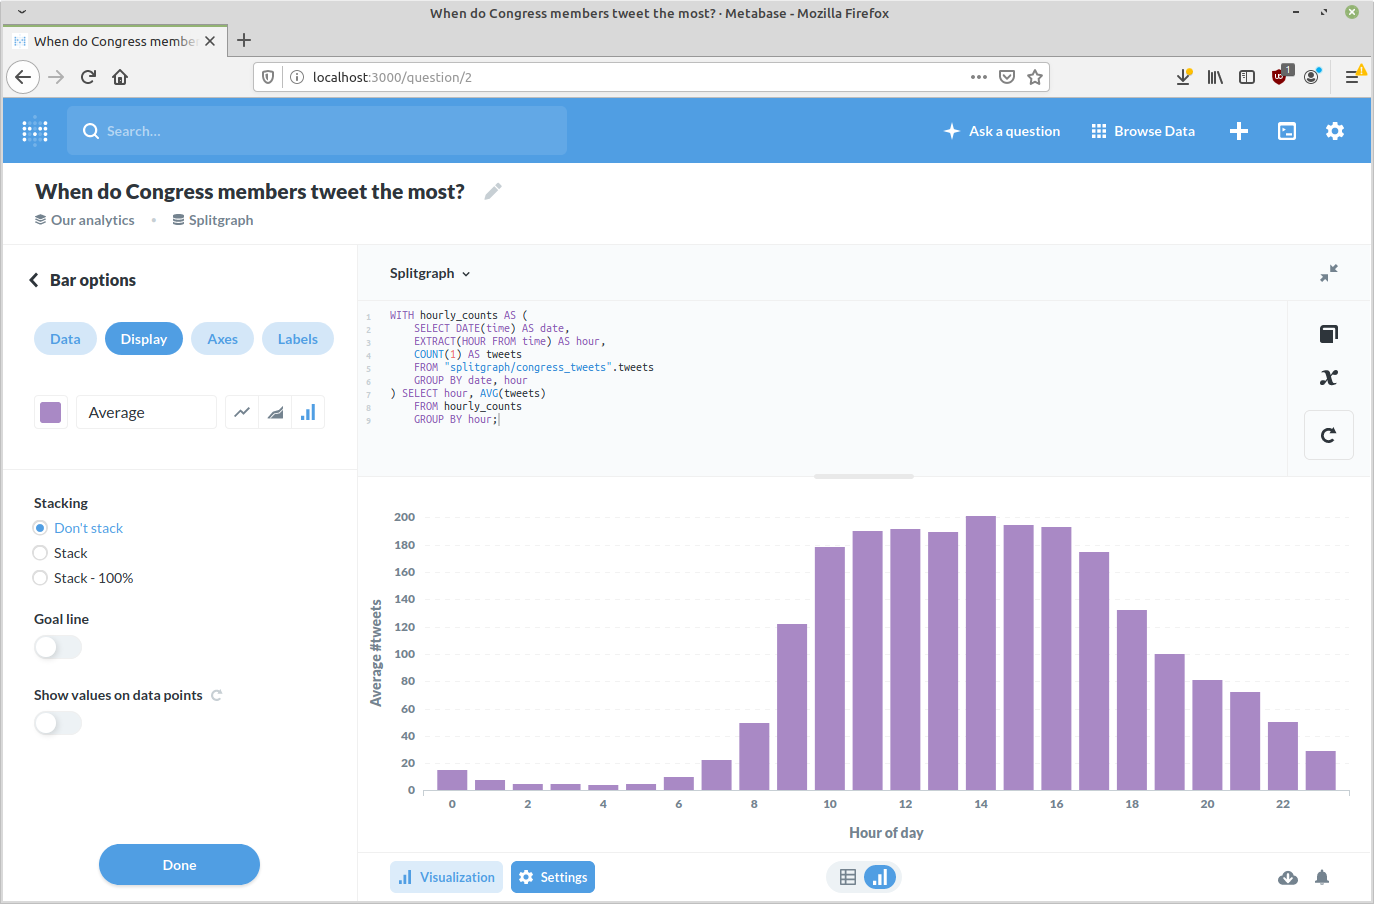 When do Congress members tweet the most? · Metabase - Mozilla Firefox
When do Congress membe
localhost:3000/question/2
1
Search...
Ask a question
Browse Data
When do Congress members tweet the most?
Our analytics • Splitgraph
Bar options
Data
Display
Axes
Labels
Average
Stacking
Don't stack
Stack
Stack - 100%
Goal line
Show values on data points
Done
Splitgraph
1 WITH hourly_counts AS (
2 SELECT DATE(time) AS date,
3 EXTRACT(HOUR FROM time) AS hour,
4 COUNT(1) AS tweets
5 FROM "splitgraph/congress_tweets".tweets
6 GROUP BY date, hour
7 ) SELECT hour, AVG(tweets)
8 FROM hourly_counts
9 GROUP BY hour;
x
Average #tweets
200
180
160
140
120
100
80
60
40
20
0
0 2 4 6 8 10 12 14 16 18 20 22
Hour of day
Visualization
Settings